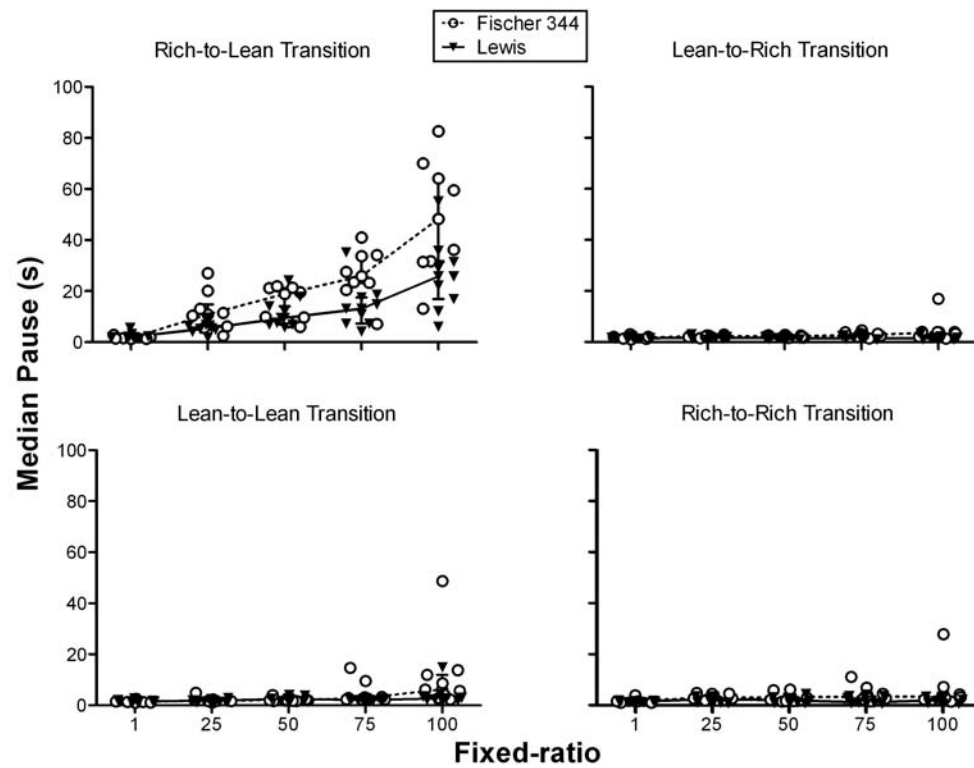 Fischer 344
Lewis
Rich-to-Lean Transition
Lean-to-Rich Transition
100
80
60
40
20
0
Lean-to-Lean Transition
Rich-to-Rich Transition
100
80
60
40
20
0
1 25 50 75 100
1 25 50 75 100
Median Pause (s)
Fixed-ratio